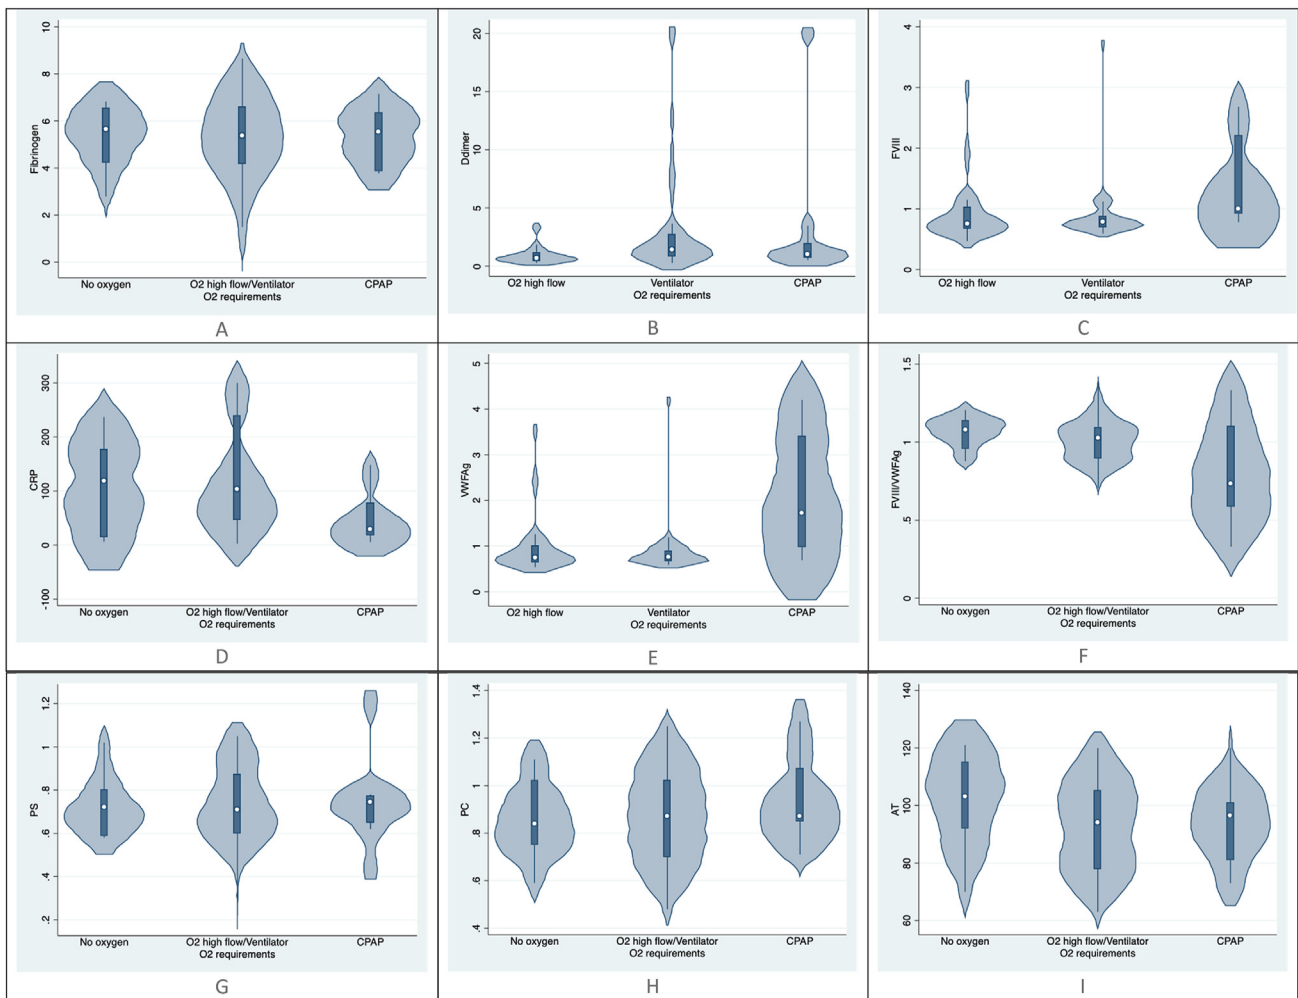 10
8
6
4
2
0
Fibrinogen
No oxygen O2 high flow/Ventilator CPAP
O2 requirements
A
20
15
10
5
0
Ddimer
O2 high flow Ventilator CPAP
O2 requirements
B
4
3
2
1
0
FVIII
O2 high flow Ventilator CPAP
O2 requirements
C
300
200
100
0
-100
CRP
No oxygen O2 high flow/Ventilator CPAP
O2 requirements
D
5
4
3
2
1
0
VWFAg
O2 high flow Ventilator CPAP
O2 requirements
E
1.5
1
.5
0
FVIII/VWFAg
No oxygen O2 high flow/Ventilator CPAP
O2 requirements
F
1.2
1
.8
.6
.4
.2
PS
No oxygen O2 high flow/Ventilator CPAP
O2 requirements
G
1.4
1.2
1
.8
.6
.4
PC
No oxygen O2 high flow/Ventilator CPAP
O2 requirements
H
140
120
100
80
60
AT
No oxygen O2 high flow/Ventilator CPAP
O2 requirements
I